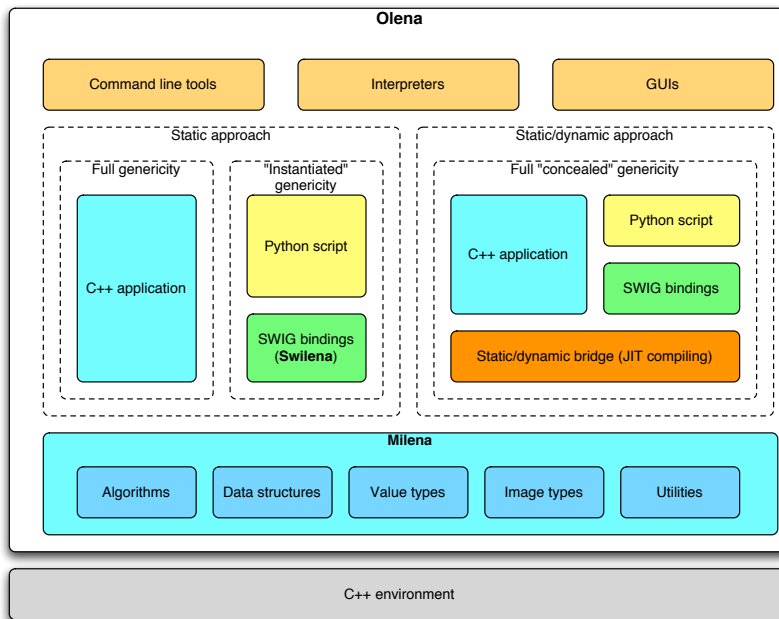 Olena
Command line tools
Interpreters
GUIs
Static approach
Static/dynamic approach
Full genericity
"Instantiated"
genericity
Full "concealed" genericity
C++ application
Python script
SWIG bindings
(Swilena)
C++ application
Python script
SWIG bindings
Static/dynamic bridge (JIT compiling)
Milena
Algorithms
Data structures
Value types
Image types
Utilities
C++ environment